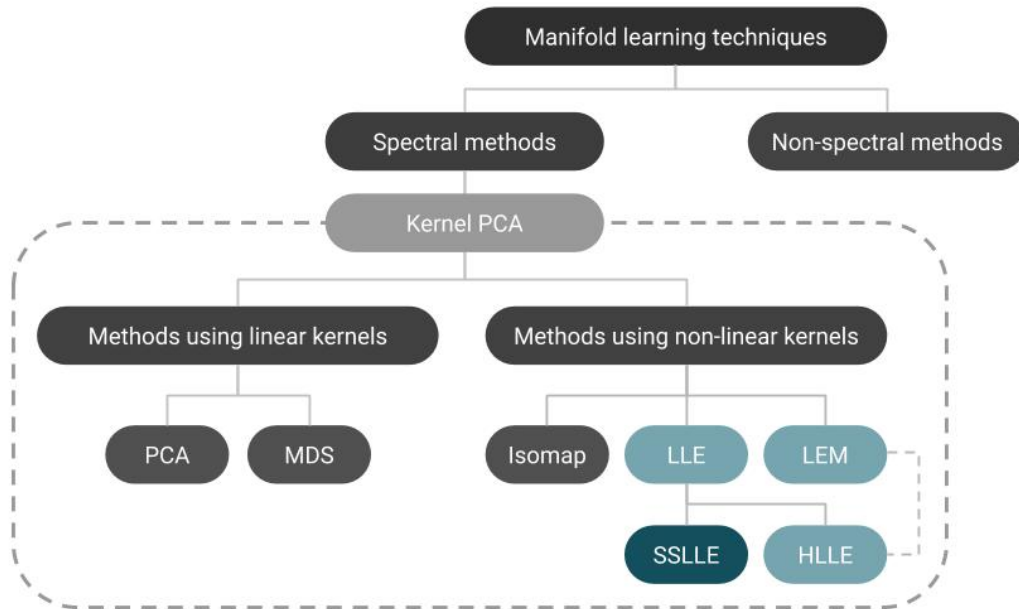 Manifold learning techniques
Spectral methods
Non-spectral methods
Kernel PCA
Methods using linear kernels
Methods using non-linear kernels
PCA
MDS
Isomap
LLE
LEM
SSLLE
HLLE